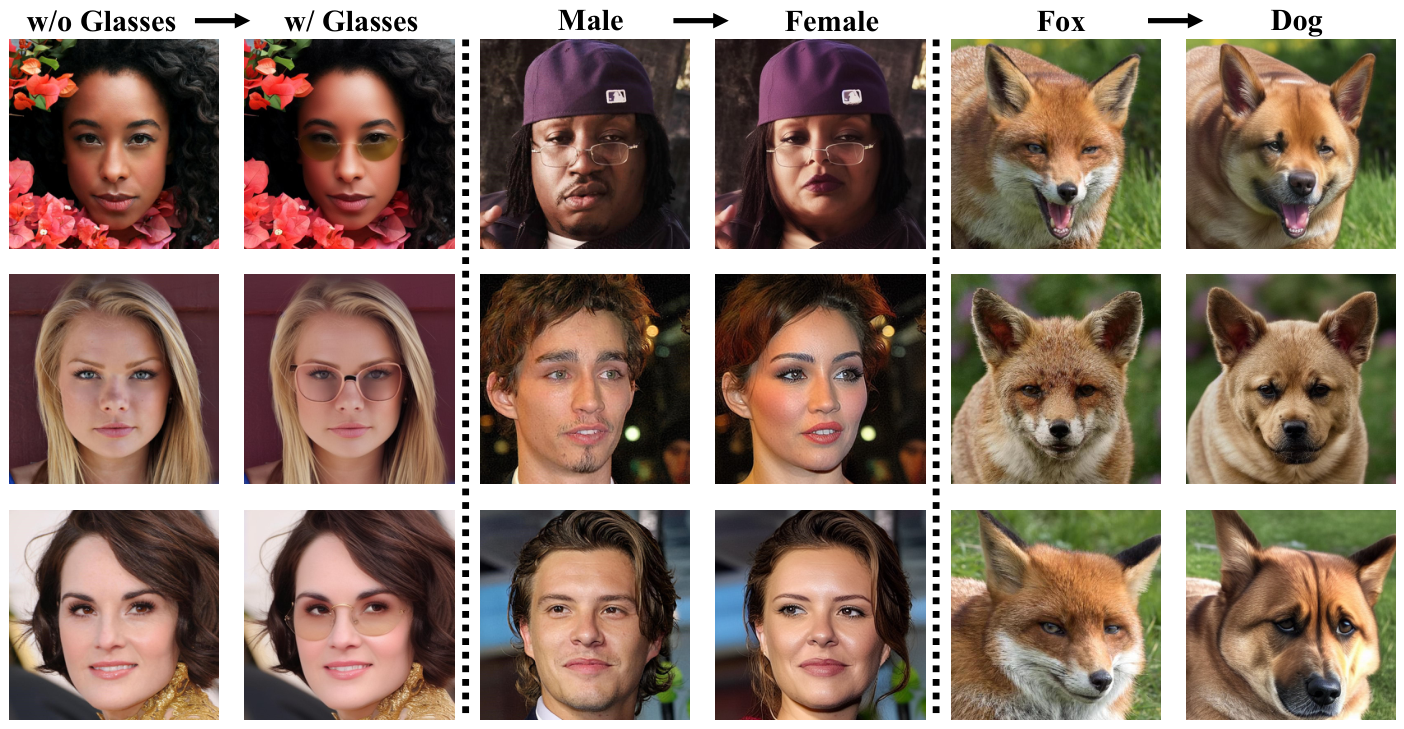 w/o Glasses → w/ Glasses
Male → Female
Fox → Dog